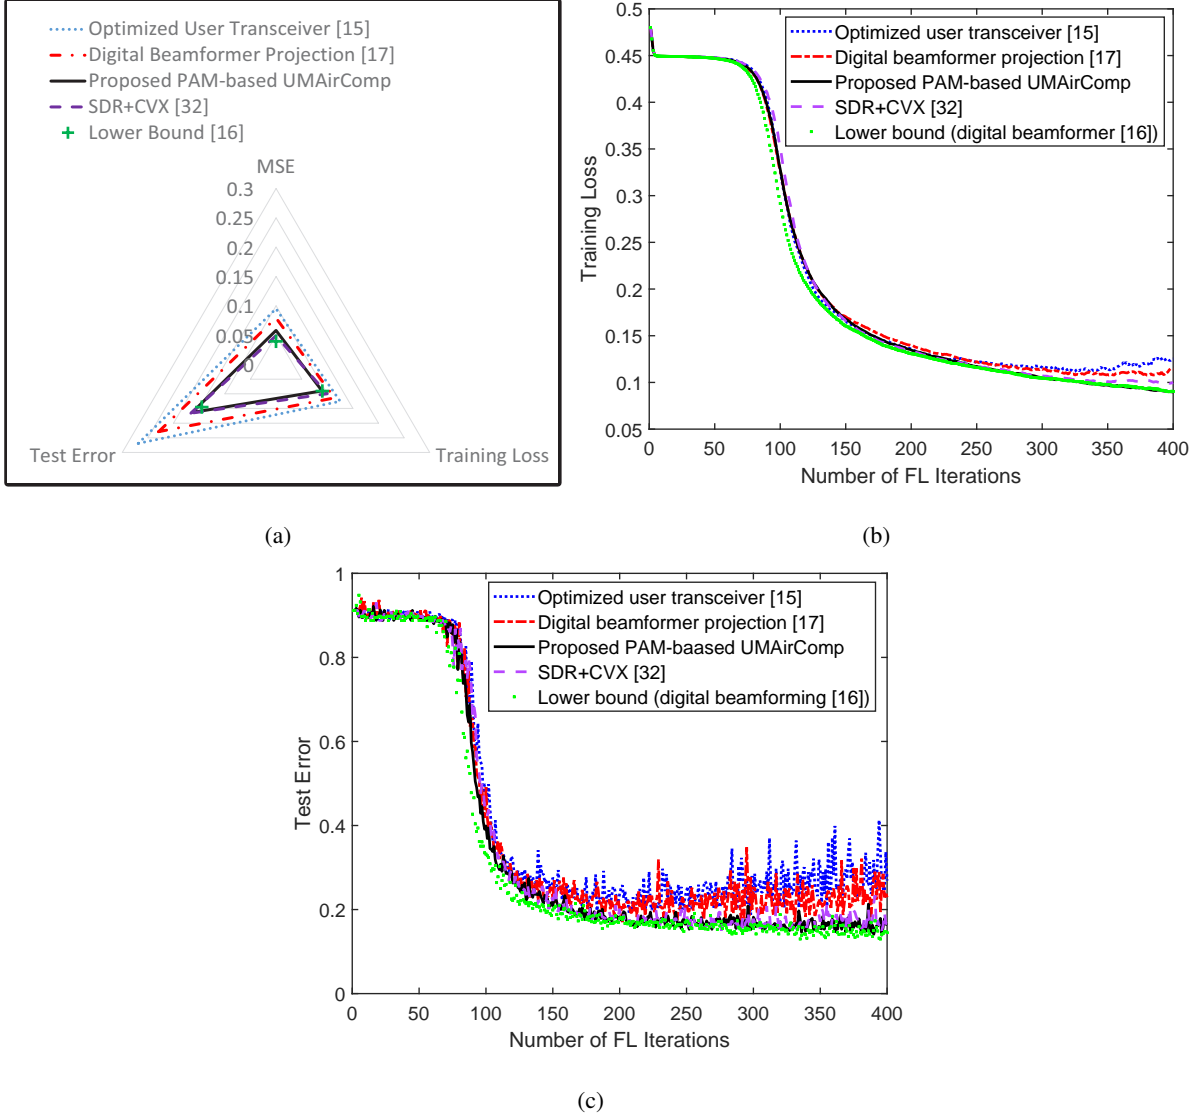 Optimized User Transceiver [15]
Digital Beamformer Projection [17]
Proposed PAM-based UMAirComp
SDR+CVX [32]
Lower Bound [16]
MSE
0.3
0.25
0.2
0.15
0.1
0.05
0
Test Error
Training Loss
(a)
0.5
0.45
0.4
0.35
0.3
0.25
0.2
0.15
0.1
0.05
Training Loss
Optimized user transceiver [15]
Digital beamformer projection [17]
Proposed PAM-based UMAirComp
SDR+CVX [32]
Lower bound (digital beamformer [16])
0 50 100 150 200 250 300 350 400
Number of FL Iterations
(b)
1
0.8
0.6
0.4
0.2
0
Test Error
Optimized user transceiver [15]
Digital beamformer projection [17]
Proposed PAM-baased UMAirComp
SDR+CVX [32]
Lower bound (digital beamforming [16])
0 50 100 150 200 250 300 350 400
Number of FL Iterations
(c)